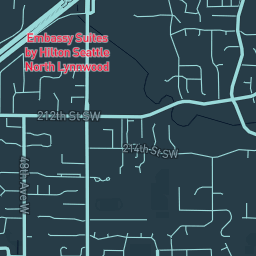 Embassy Suites
by Hilton Seattle
North Lynnwood
212th St SW
214th St SW
48th Ave W